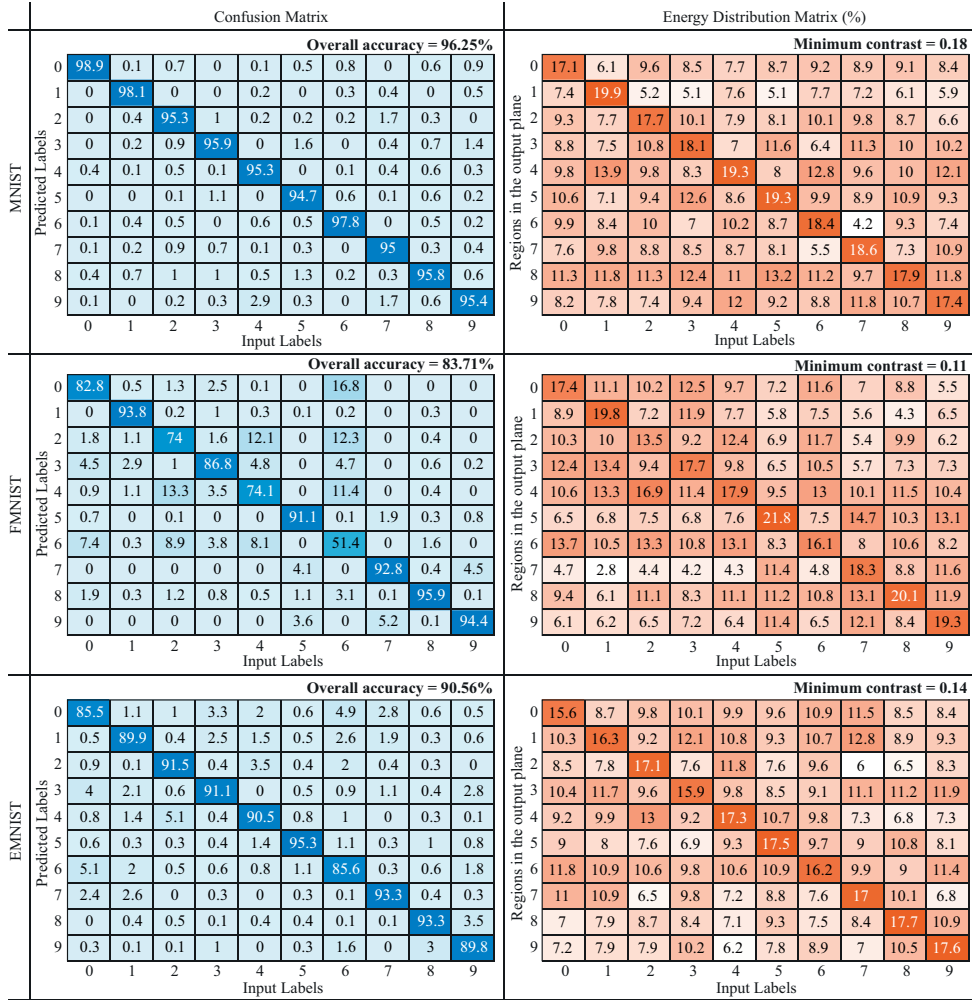 Confusion Matrix
Energy Distribution Matrix (%)
MNIST
Predicted Labels
Overall accuracy = 96.25%
0 98.9 0.1 0.7 0 0.1 0.5 0.8 0 0.6 0.9
1 0 98.1 0 0 0.2 0 0.3 0.4 0 0.5
2 0 0.4 95.3 1 0.2 0.2 0.2 1.7 0.3 0
3 0 0.2 0.9 95.9 0 1.6 0 0.4 0.7 1.4
4 0.4 0.1 0.5 0.1 95.3 0 0.1 0.4 0.6 0.3
5 0 0 0.1 1.1 0 94.7 0.6 0.1 0.6 0.2
6 0.1 0.4 0.5 0 0.6 0.5 97.8 0 0.5 0.2
7 0.1 0.2 0.9 0.7 0.1 0.3 0 95 0.3 0.4
8 0.4 0.7 1 1 0.5 1.3 0.2 0.3 95.8 0.6
9 0.1 0 0.2 0.3 2.9 0.3 0 1.7 0.6 95.4
0 1 2 3 4 5 6 7 8 9
Input Labels
Regions in the output plane
Minimum contrast = 0.18
0 17.1 6.1 9.6 8.5 7.7 8.7 9.2 8.9 9.1 8.4
1 7.4 19.9 5.2 5.1 7.6 5.1 7.7 7.2 6.1 5.9
2 9.3 7.7 17.7 10.1 7.9 8.1 10.1 9.8 8.7 6.6
3 8.8 7.5 10.8 18.1 7 11.6 6.4 11.3 10 10.2
4 9.8 13.9 9.8 8.3 19.3 8 12.8 9.6 10 12.1
5 10.6 7.1 9.4 12.6 8.6 19.3 9.9 8.9 10.9 9.3
6 9.9 8.4 10 7 10.2 8.7 18.4 4.2 9.3 7.4
7 7.6 9.8 8.8 8.5 8.7 8.1 5.5 18.6 7.3 10.9
8 11.3 11.8 11.3 12.4 11 13.2 11.2 9.7 17.9 11.8
9 8.2 7.8 7.4 9.4 12 9.2 8.8 11.8 10.7 17.4
0 1 2 3 4 5 6 7 8 9
Input Labels
FMNIST
Predicted Labels
Overall accuracy = 83.71%
0 82.8 0.5 1.3 2.5 0.1 0 16.8 0 0 0
1 0 93.8 0.2 1 0.3 0.1 0.2 0 0.3 0
2 1.8 1.1 74 1.6 12.1 0 12.3 0 0.4 0
3 4.5 2.9 1 86.8 4.8 0 4.7 0 0.6 0.2
4 0.9 1.1 13.3 3.5 74.1 0 11.4 0 0.4 0
5 0.7 0 0.1 0 0 91.1 0.1 1.9 0.3 0.8
6 7.4 0.3 8.9 3.8 8.1 0 51.4 0 1.6 0
7 0 0 0 0 0 4.1 0 92.8 0.4 4.5
8 1.9 0.3 1.2 0.8 0.5 1.1 3.1 0.1 95.9 0.1
9 0 0 0 0 0 3.6 0 5.2 0.1 94.4
0 1 2 3 4 5 6 7 8 9
Input Labels
Regions in the output plane
Minimum contrast = 0.11
0 17.4 11.1 10.2 12.5 9.7 7.2 11.6 7 8.8 5.5
1 8.9 19.8 7.2 11.9 7.7 5.8 7.5 5.6 4.3 6.5
2 10.3 10 13.5 9.2 12.4 6.9 11.7 5.4 9.9 6.2
3 12.4 13.4 9.4 17.7 9.8 6.5 10.5 5.7 7.3 7.3
4 10.6 13.3 16.9 11.4 17.9 9.5 13 10.1 11.5 10.4
5 6.5 6.8 7.5 6.8 7.6 21.8 7.5 14.7 10.3 13.1
6 13.7 10.5 13.3 10.8 13.1 8.3 16.1 8 10.6 8.2
7 4.7 2.8 4.4 4.2 4.3 11.4 4.8 18.3 8.8 11.6
8 9.4 6.1 11.1 8.3 11.1 11.2 10.8 13.1 20.1 11.9
9 6.1 6.2 6.5 7.2 6.4 11.4 6.5 12.1 8.4 19.3
0 1 2 3 4 5 6 7 8 9
Input Labels
EMNIST
Predicted Labels
Overall accuracy = 90.56%
0 85.5 1.1 1 3.3 2 0.6 4.9 2.8 0.6 0.5
1 0.5 89.9 0.4 2.5 1.5 0.5 2.6 1.9 0.3 0.6
2 0.9 0.1 91.5 0.4 3.5 0.4 2 0.4 0.3 0
3 4 2.1 0.6 91.1 0 0.5 0.9 1.1 0.4 2.8
4 0.8 1.4 5.1 0.4 90.5 0.8 1 0 0.3 0.1
5 0.6 0.3 0.3 0.4 1.4 95.3 1.1 0.3 1 0.8
6 5.1 2 0.5 0.6 0.8 1.1 85.6 0.3 0.6 1.8
7 2.4 2.6 0 0.3 0 0.3 0.1 93.3 0.4 0.3
8 0 0.4 0.5 0.1 0.4 0.4 0.1 0.1 93.3 3.5
9 0.3 0.1 0.1 1 0 0.3 1.6 0 3 89.8
0 1 2 3 4 5 6 7 8 9
Input Labels
Regions in the output plane
Minimum contrast = 0.14
0 15.6 8.7 9.8 10.1 9.9 9.6 10.9 11.5 8.5 8.4
1 10.3 16.3 9.2 12.1 10.8 9.3 10.7 12.8 8.9 9.3
2 8.5 7.8 17.1 7.6 11.8 7.6 9.6 6 6.5 8.3
3 10.4 11.7 9.6 15.9 9.8 8.5 9.1 11.1 11.2 11.9
4 9.2 9.9 13 9.2 17.3 10.7 9.8 7.3 6.8 7.3
5 9 8 7.6 6.9 9.3 17.5 9.7 9 10.8 8.1
6 11.8 10.9 10.6 9.8 10.6 10.9 16.2 9.9 9 11.4
7 11 10.9 6.5 9.8 7.2 8.8 7.6 17 10.1 6.8
8 7 7.9 8.7 8.4 7.1 9.3 7.5 8.4 17.7 10.9
9 7.2 7.9 7.9 10.2 6.2 7.8 8.9 7 10.5 17.6
0 1 2 3 4 5 6 7 8 9
Input Labels